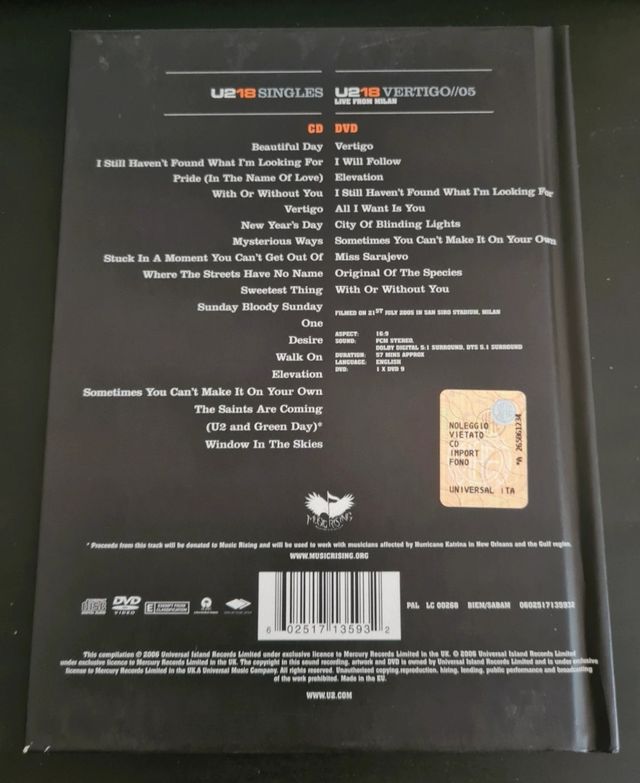 U218 SINGLES
CD
Beautiful Day
I Still Haven't Found What I'm Looking For
Pride (In The Name Of Love)
With Or Without You
Vertigo
New Year's Day
Mysterious Ways
Stuck In A Moment You Can't Get Out Of
Where The Streets Have No Name
Sweetest Thing
Sunday Bloody Sunday
One
Desire
Walk On
Elevation
Sometimes You Can't Make It On Your Own
The Saints Are Coming
(U2 and Green Day)*
Window In The Skies
U218 VERTIGO//05
LIVE FROM MILAN
DVD
Vertigo
I Will Follow
Elevation
I Still Haven't Found What I'm Looking For
All I Want Is You
City Of Blinding Lights
Sometimes You Can't Make It On Your Own
Miss Sarajevo
Original Of The Species
With Or Without You
FILMED ON 21ST JULY 2005 IN SAN SIRO STADIUM, MILAN
ASPECT: 16:9
SOUND: PCM STEREO,
DOLBY DIGITAL 5:1 SURROUND, DTS 5.1 SURROUND
DURATION: 57 MINS APPROX
LANGUAGE: ENGLISH
DVD: 1 X DVD 9
NOLEGGIO
VIETATO
CD
IMPORT
FONO
UNIVERSAL ITA
*A 265061234
MUSIC RISING
* Proceeds from this track will be donated to Music Rising and will be used to work with musicians affected by Hurricane Katrina in New Orleans and the Gulf region.
WWW.MUSICRISING.ORG
DVD
VIDEO
E EXEMPT FROM CLASSIFICATION
6 02517 13593 2
PAL LC 00268 BIEM/SABAM 0602517135932
This compilation ℗ 2006 Universal Island Records Limited under exclusive licence to Mercury Records Limited in the UK. © 2006 Universal Island Records Limited
under exclusive licence to Mercury Records Limited in the UK. The copyright in this sound recording, artwork and DVD is owned by Universal Island Records Limited and is under exclusive
licence to Mercury Records Limited in the UK.A Universal Music Company. All rights reserved. Unauthorised copying,reproduction, hiring, lending, public performance and broadcasting
of the work prohibited. Made in the EU.
WWW.U2.COM